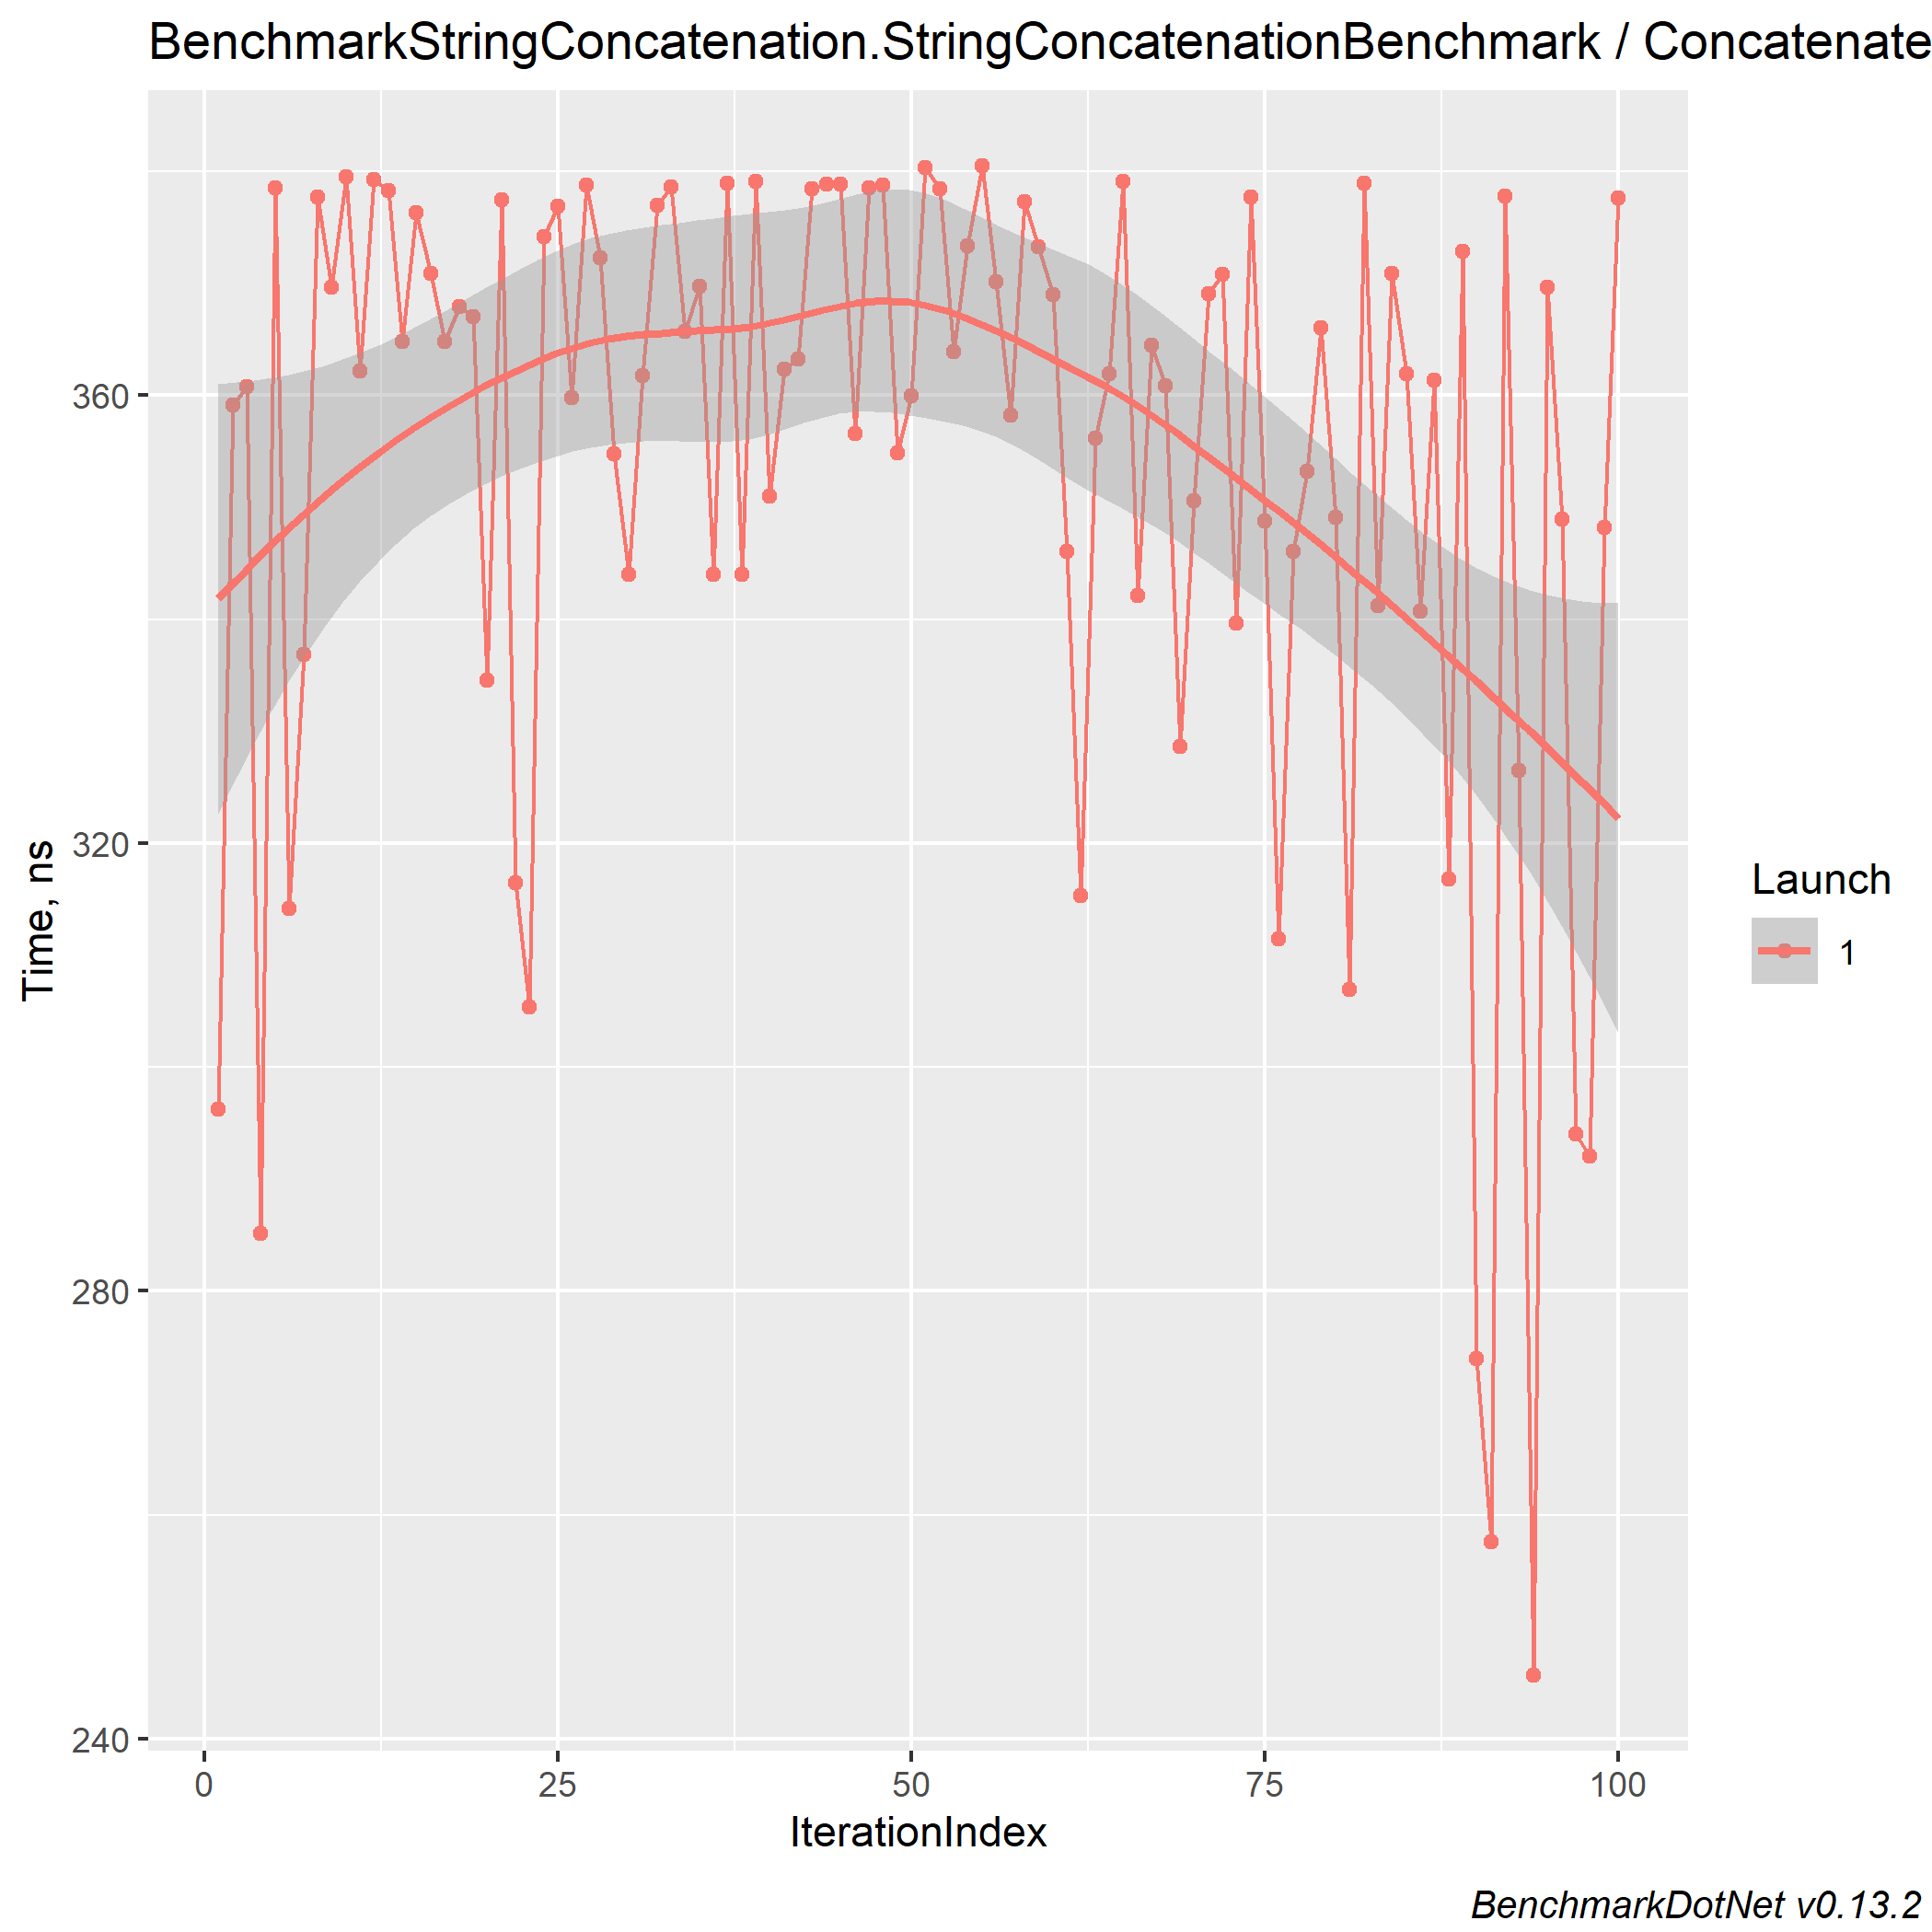 BenchmarkStringConcatenation.StringConcatenationBenchmark / Concatenate
Time, ns
360
320
280
240
0 25 50 75 100
IterationIndex
Launch
1
BenchmarkDotNet v0.13.2